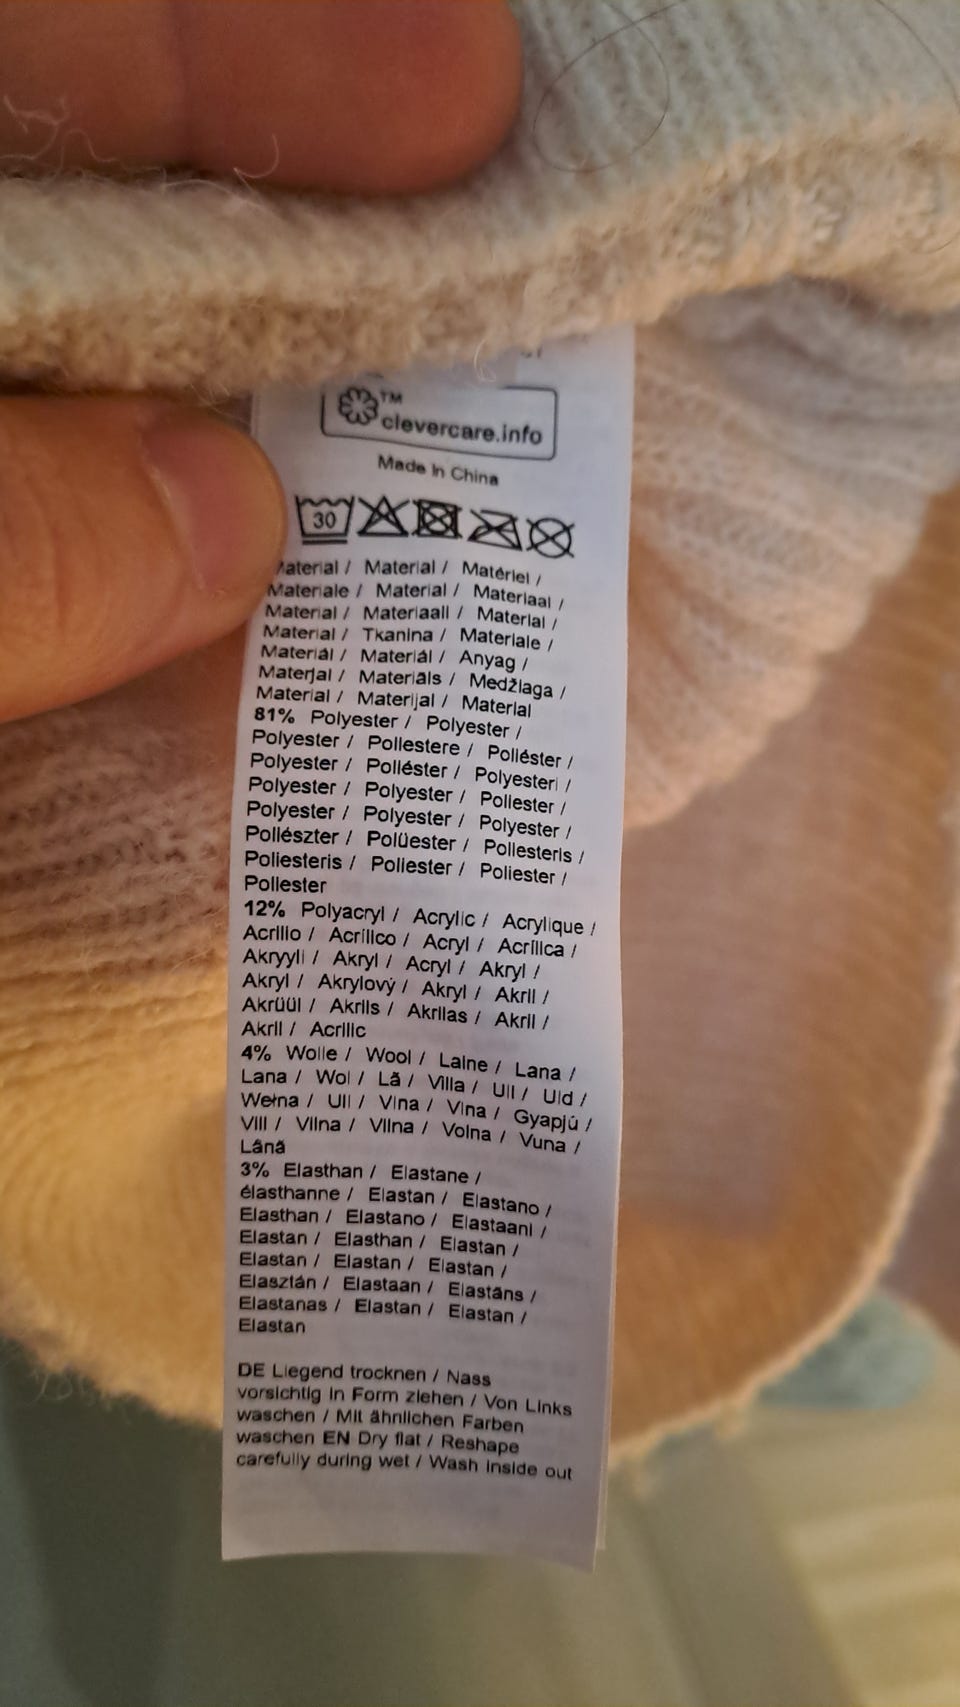 TM
clevercare.info
Made In China
30
Material / Material / Matériel /
Materiale / Material / Materiaal /
Material / Materiaali / Material /
Material / Tkanina / Materiale /
Materiál / Materiál / Anyag /
Materjal / Materiāls / Medžiaga /
Material / Materijal / Material
81% Polyester / Polyester /
Polyester / Poliestere / Poliéster /
Polyester / Poliéster / Polyesteri /
Polyester / Polyester / Poliester /
Polyester / Polyester / Polyester /
Poliészter / Polüester / Poliesteris /
Poliesteris / Poliester / Poliester /
Poliester
12% Polyacryl / Acrylic / Acrylique /
Acrilio / Acrílico / Acryl / Acrílica /
Akryyli / Akryl / Acryl / Akryl /
Akryl / Akrylový / Akryl / Akril /
Akrüül / Akrils / Akrilas / Akril /
Akril / Acrilic
4% Wolle / Wool / Laine / Lana /
Lana / Wol / Lã / Villa / Ull / Uld /
Wełna / Ull / Vlna / Vlna / Gyapjú /
Vill / Vilna / Vilna / Volna / Vuna /
Lână
3% Elasthan / Elastane /
élasthanne / Elastan / Elastano /
Elasthan / Elastano / Elastaani /
Elastan / Elasthan / Elastan /
Elastan / Elastan / Elastan /
Elasztán / Elastaan / Elastāns /
Elastanas / Elastan / Elastan /
Elastan
DE Liegend trocknen / Nass
vorsichtig in Form ziehen / Von Links
waschen / Mit ähnlichen Farben
waschen EN Dry flat / Reshape
carefully during wet / Wash inside out